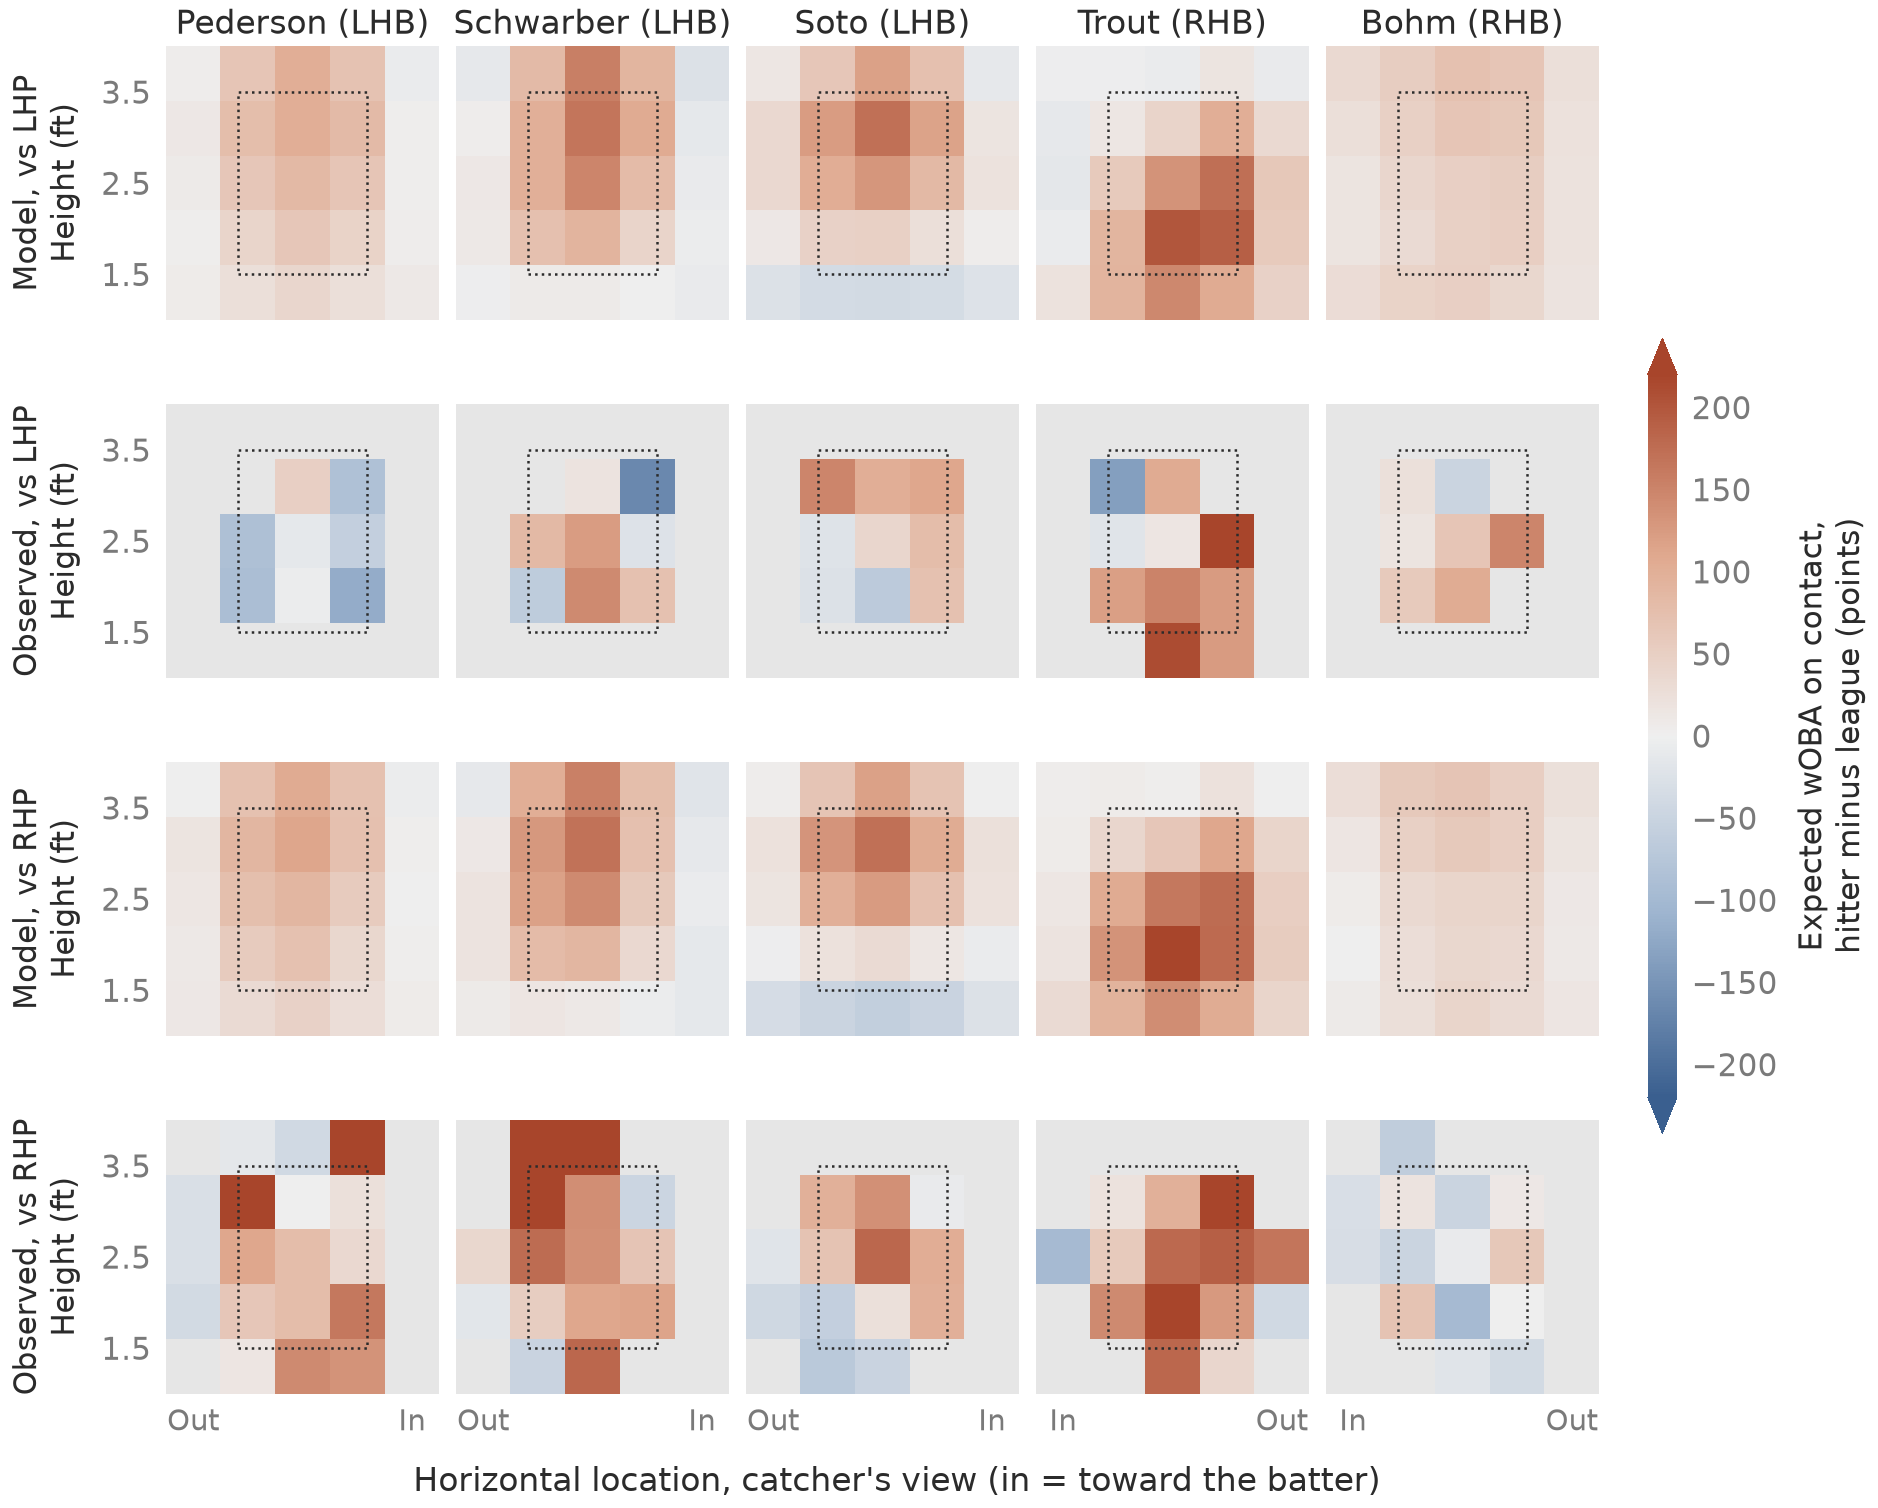 Pederson (LHB) Schwarber (LHB) Soto (LHB) Trout (RHB) Bohm (RHB)
Model, vs LHP
Height (ft)
3.5
2.5
1.5
Observed, vs LHP
Height (ft)
3.5
2.5
1.5
Model, vs RHP
Height (ft)
3.5
2.5
1.5
Observed, vs RHP
Height (ft)
3.5
2.5
1.5
Out In Out In Out In In Out In Out
Horizontal location, catcher's view (in = toward the batter)
200
150
100
50
0
−50
−100
−150
−200
Expected wOBA on contact,
hitter minus league (points)